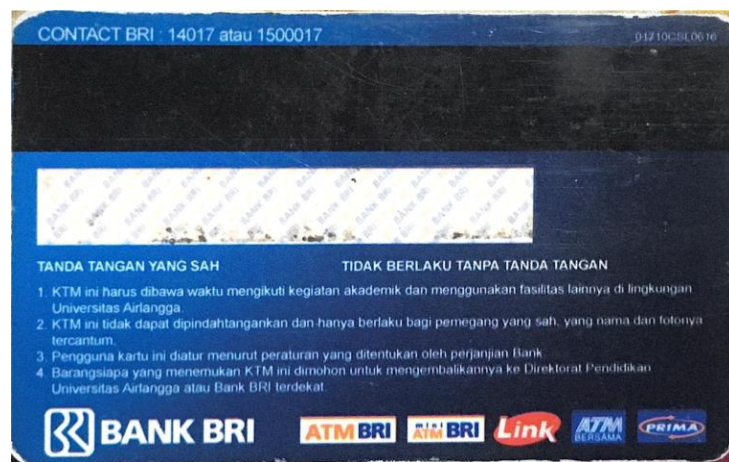 CONTACT BRI : 14017 atau 1500017
01710CSL0616
TANDA TANGAN YANG SAH
TIDAK BERLAKU TANPA TANDA TANGAN
1. KTM ini harus dibawa waktu mengikuti kegiatan akademik dan menggunakan fasilitas lainnya di lingkungan
Universitas Airlangga.
2. KTM ini tidak dapat dipindahtangankan dan hanya berlaku bagi pemegang yang sah, yang nama dan fotonya
tercantum.
3. Pengguna kartu ini diatur menurut peraturan yang ditentukan oleh perjanjian Bank
4. Barangsiapa yang menemukan KTM ini dimohon untuk mengembalikannya ke Direktorat Pendidikan
Universitas Airlangga atau Bank BRI terdekat.
BANK BRI
ATM BRI
mini ATM BRI
Link
ATM BERSAMA
PRIMA